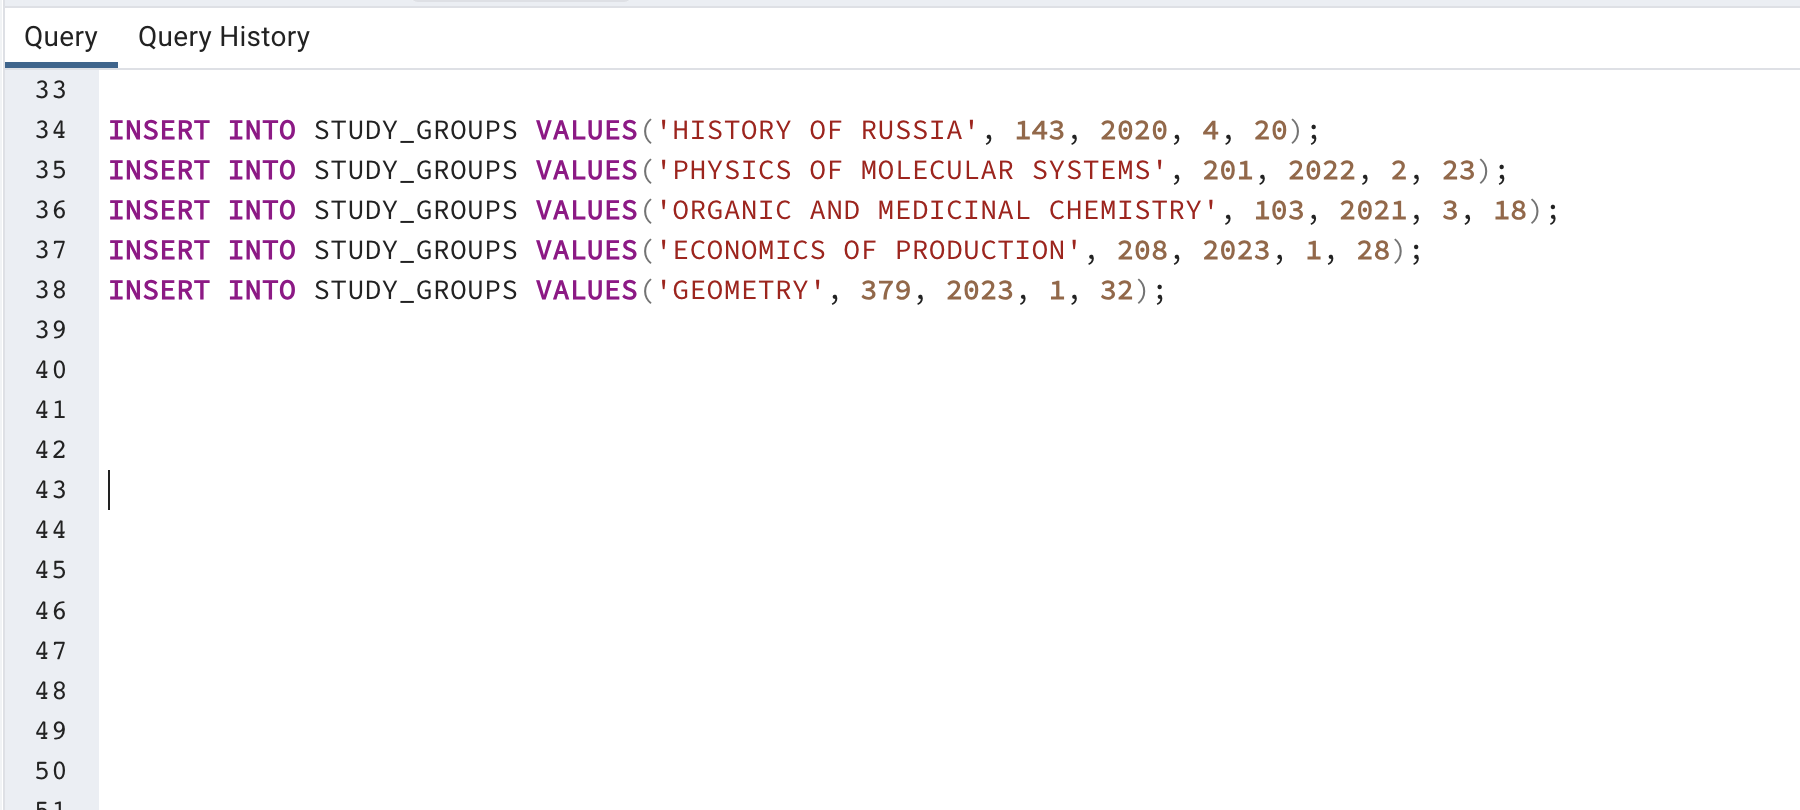 Query Query History
33
34 INSERT INTO STUDY_GROUPS VALUES('HISTORY OF RUSSIA', 143, 2020, 4, 20);
35 INSERT INTO STUDY_GROUPS VALUES('PHYSICS OF MOLECULAR SYSTEMS', 201, 2022, 2, 23);
36 INSERT INTO STUDY_GROUPS VALUES('ORGANIC AND MEDICINAL CHEMISTRY', 103, 2021, 3, 18);
37 INSERT INTO STUDY_GROUPS VALUES('ECONOMICS OF PRODUCTION', 208, 2023, 1, 28);
38 INSERT INTO STUDY_GROUPS VALUES('GEOMETRY', 379, 2023, 1, 32);
39
40
41
42
43
44
45
46
47
48
49
50
51